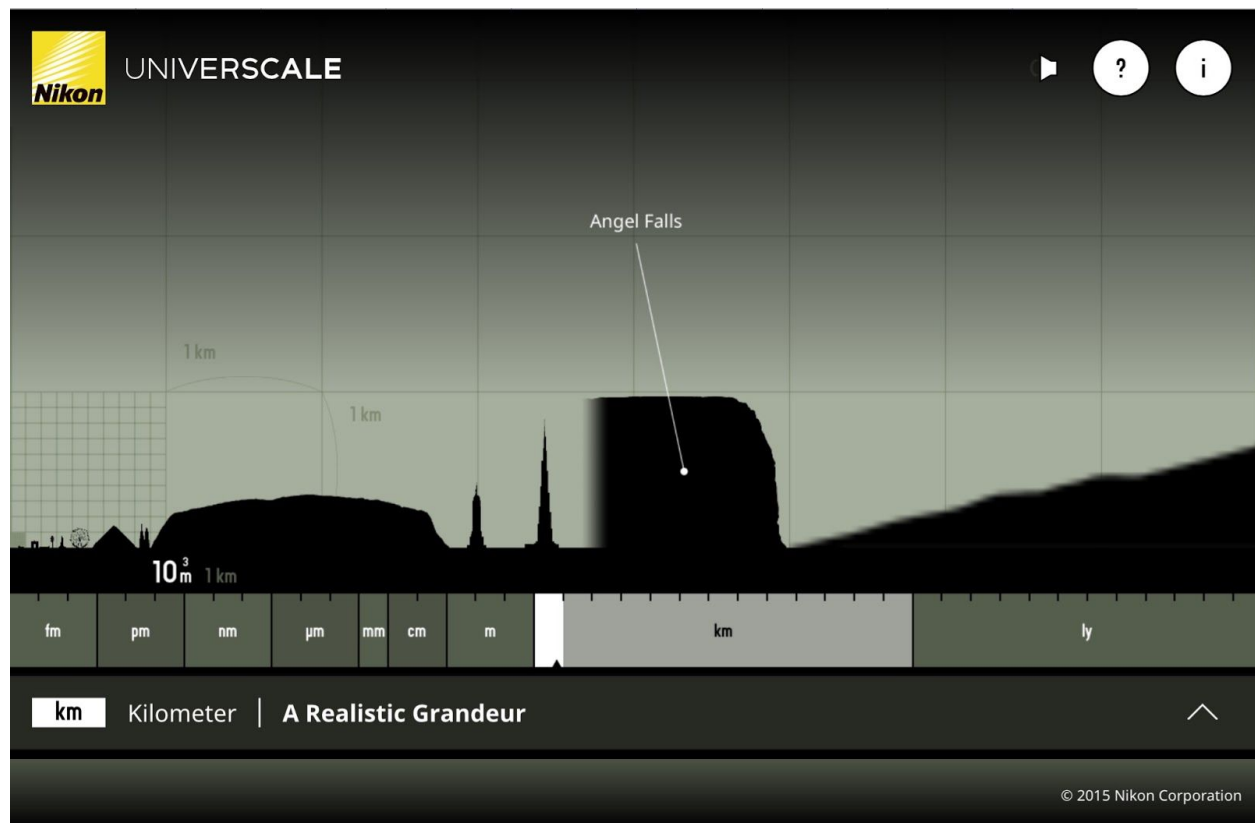 Nikon
UNIVERSCALE
?
i
Angel Falls
1 km
1 km
10³m 1 km
fm pm nm µm mm cm m km ly
km Kilometer | A Realistic Grandeur
© 2015 Nikon Corporation